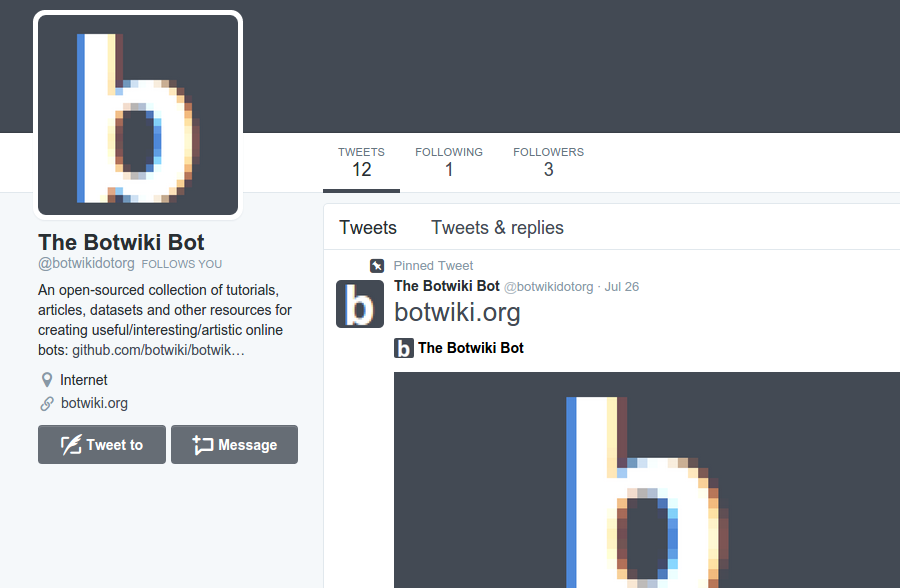 b
TWEETS FOLLOWING FOLLOWERS
12 1 3
The Botwiki Bot
@botwikidotorg FOLLOWS YOU
An open-sourced collection of tutorials,
articles, datasets and other resources for
creating useful/interesting/artistic online
bots: github.com/botwiki/botwik…
Internet
botwiki.org
Tweet to Message
Tweets Tweets & replies
Pinned Tweet
b
The Botwiki Bot @botwikidotorg · Jul 26
botwiki.org
b The Botwiki Bot
b